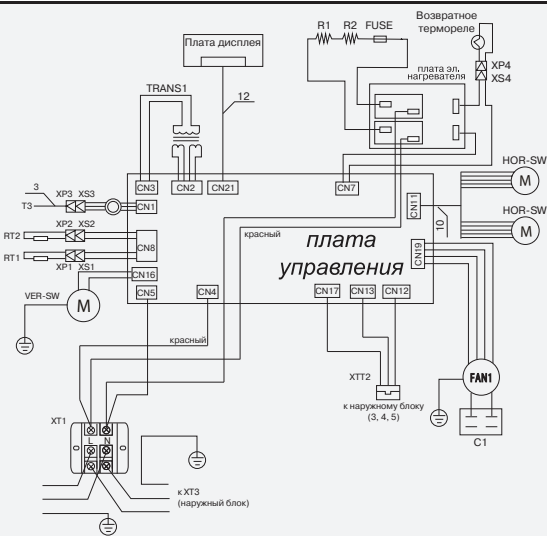 Возвратное
термореле
R1 R2 FUSE
Плата дисплея
плата эл.
нагревателя
XP4
XS4
TRANS1
12
HOR-SW
M
3
XP3 XS3
T3
CN3
CN2
CN21
CN7
CN1
CN11
10
HOR-SW
M
XP2 XS2
RT2
CN8
RT1
XP1 XS1
красный
плата
управления
CN19
CN16
VER-SW
M
CN5
CN4
CN17
CN13
CN12
красный
XTT2
FAN1
к наружному блоку
(3, 4, 5)
C1
XT1
L N
к XT3
(наружный блок)